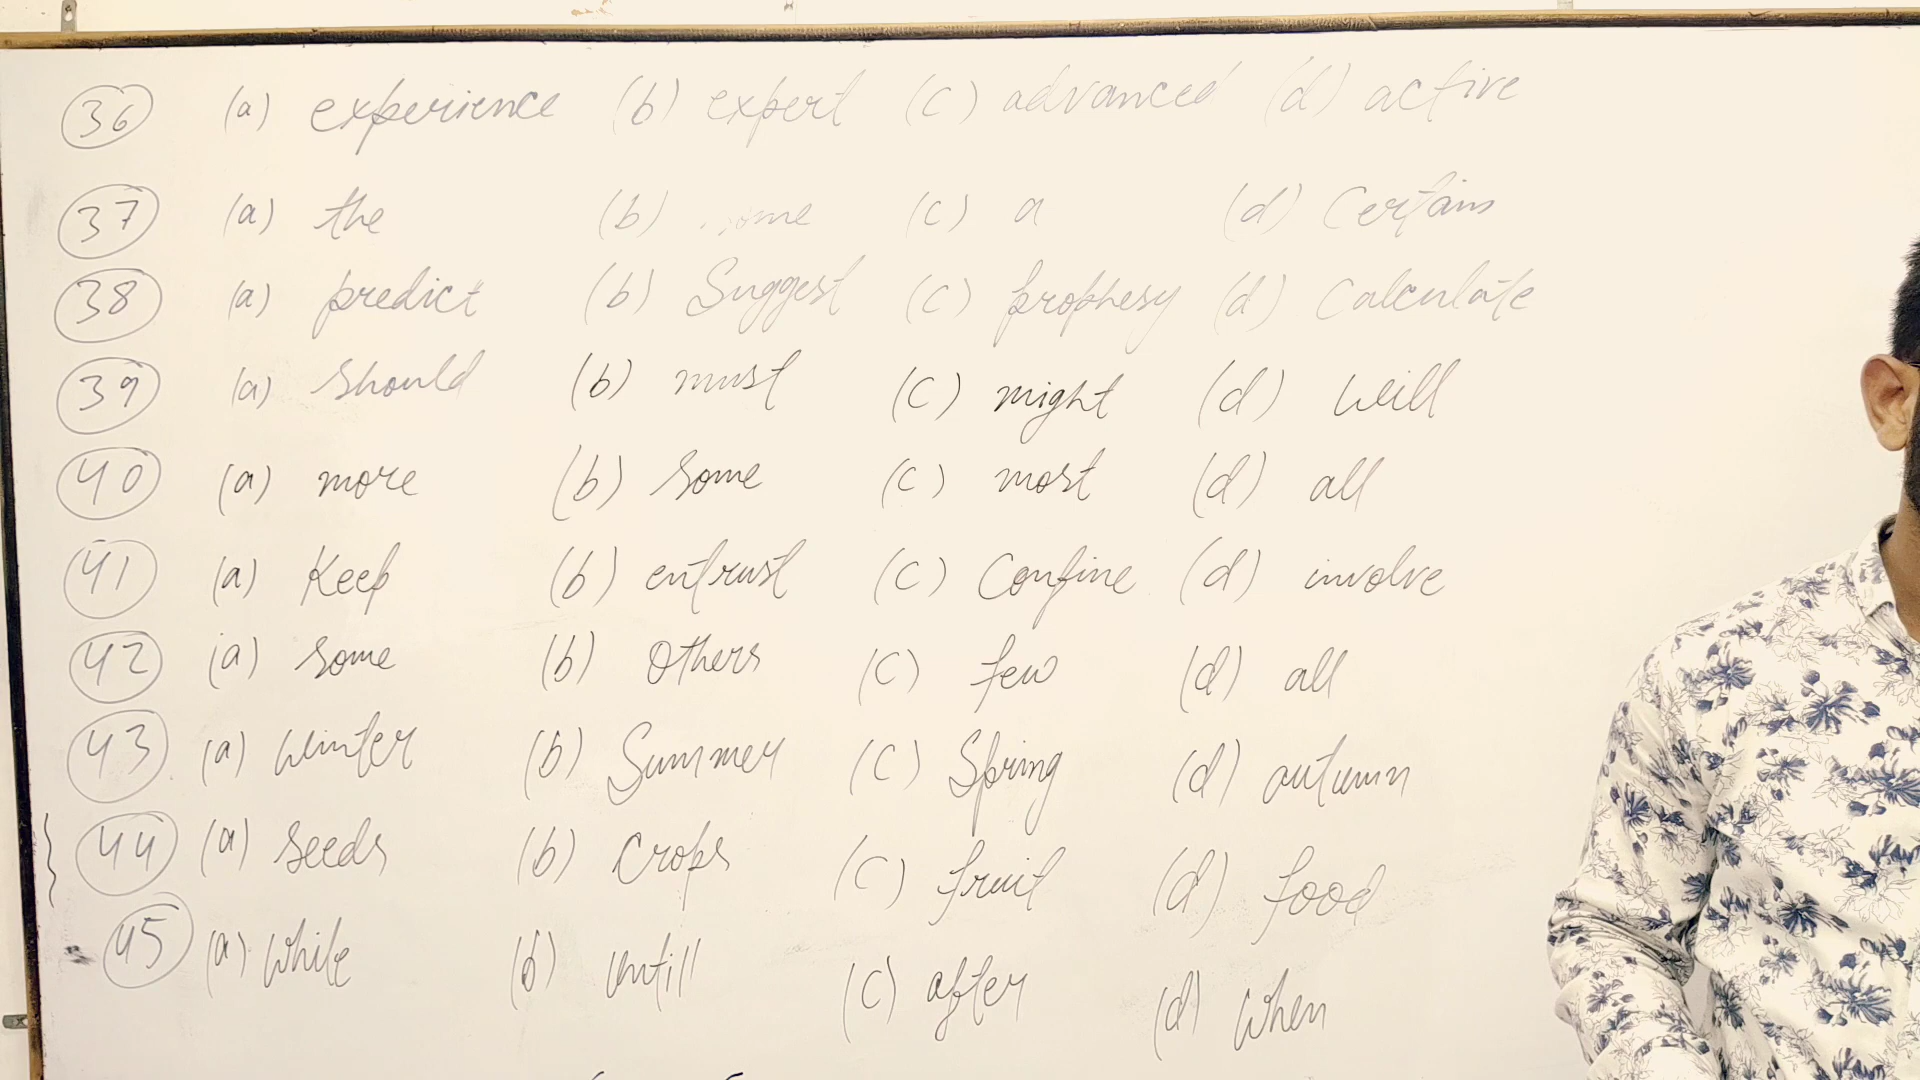 36 (a) experience (b) expert (c) advanced (d) active
37 (a) the (b) some (c) a (d) Certain
38 (a) predict (b) Suggest (c) prophesy (d) Calculate
39 (a) should (b) must (c) might (d) will
40 (a) more (b) some (c) most (d) all
41 (a) Keep (b) entrust (c) Confine (d) involve
42 (a) some (b) others (c) few (d) all
43 (a) winter (b) Summer (c) Spring (d) autumn
44 (a) seeds (b) crops (c) fruit (d) food
45 (a) while (b) untill (c) after (d) when